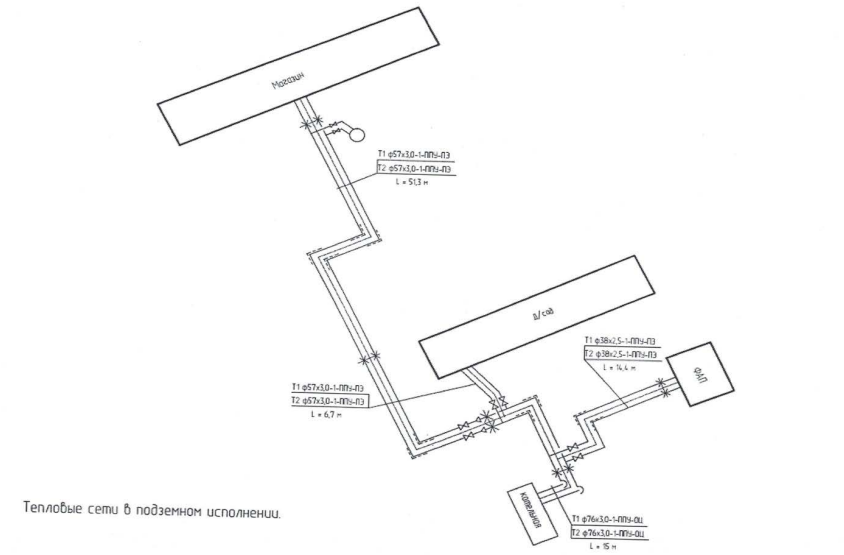 Магазин
Т1 ф57х3,0-1-ППУ-ПЭ
Т2 ф57х3,0-1-ППУ-ПЭ
L = 51,3 м
Д/сад
Т1 ф38х2,5-1-ППУ-ПЭ
Т2 ф38х2,5-1-ППУ-ПЭ
L = 14,4 м
ФАП
Т1 ф57х3,0-1-ППУ-ПЭ
Т2 ф57х3,0-1-ППУ-ПЭ
L = 6,7 м
котельная
Т1 ф76х3,0-1-ППУ-ОЦ
Т2 ф76х3,0-1-ППУ-ОЦ
L = 15 м
Тепловые сети в подземном исполнении.